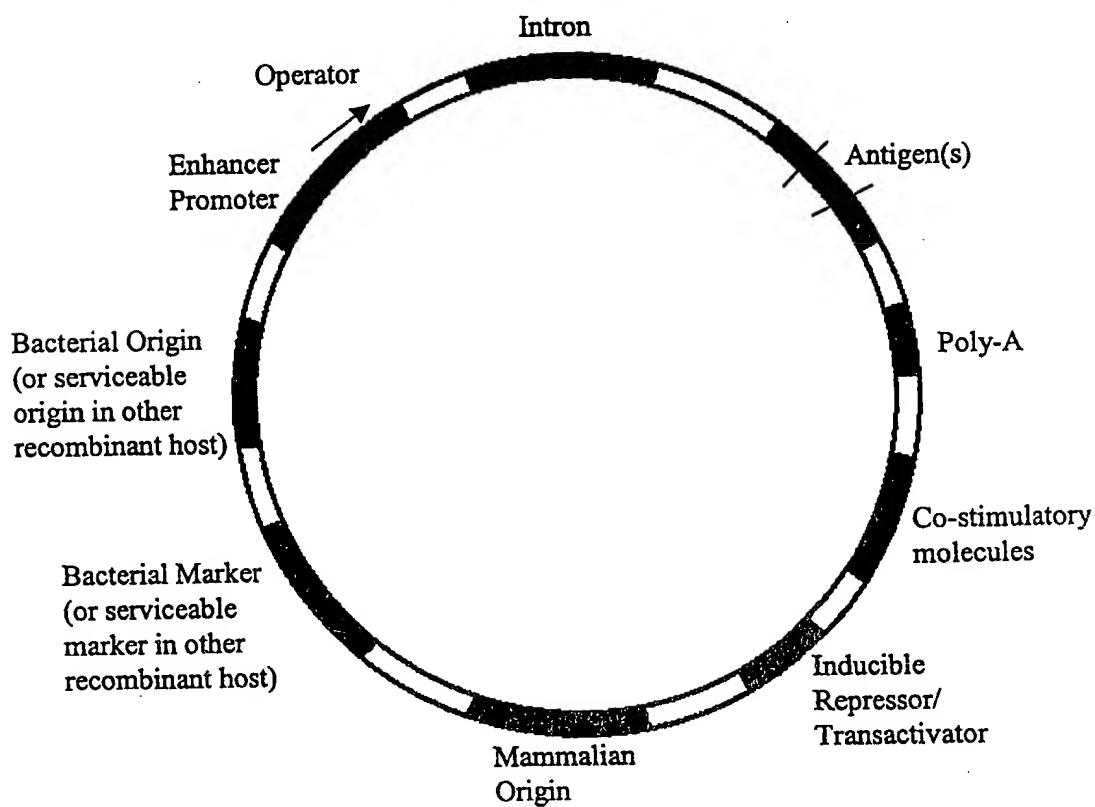 Intron
Operator
Enhancer
Promoter
Antigen(s)
Poly-A
Bacterial Origin
(or serviceable
origin in other
recombinant host)
Co-stimulatory
molecules
Bacterial Marker
(or serviceable
marker in other
recombinant host)
Inducible
Repressor/
Transactivator
Mammalian
Origin